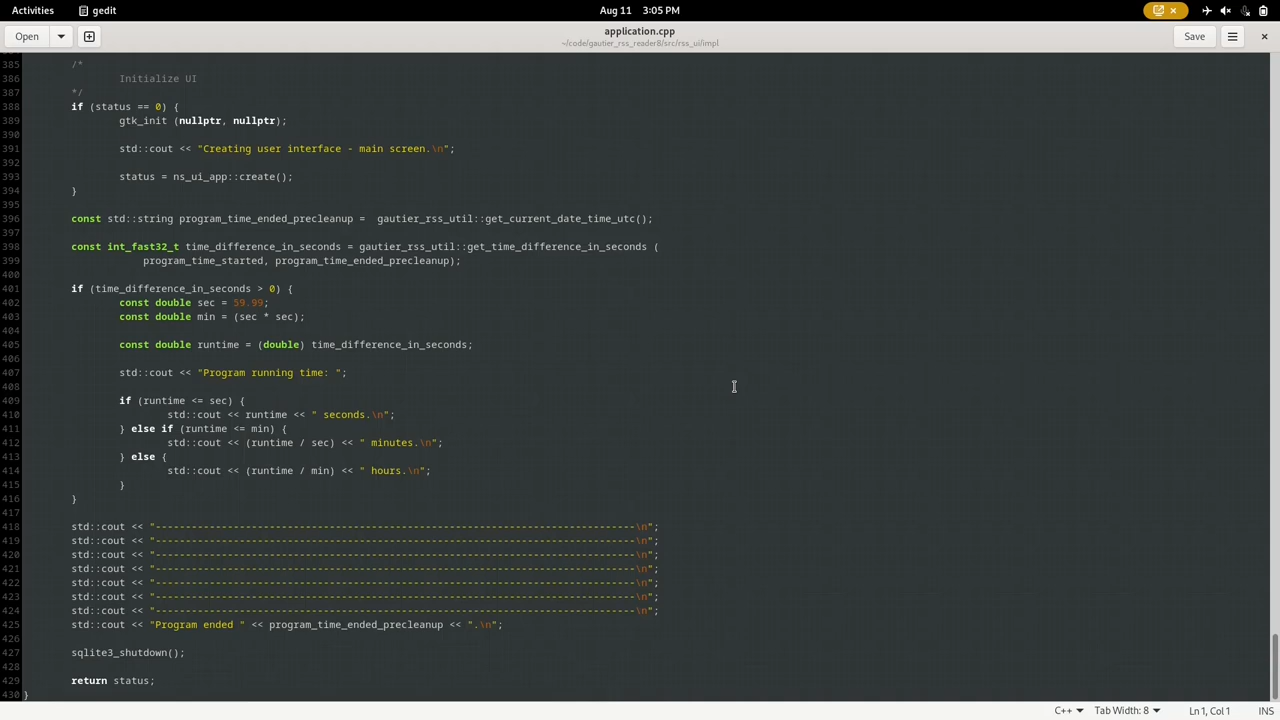 Activities gedit Aug 11 3:05 PM
Open application.cpp Save
~/code/gautier_rss_reader8/src/rss_ui/impl
385 /*
386 Initialize UI
387 */
388 if (status == 0) {
389 gtk_init (nullptr, nullptr);
390
391 std::cout << "Creating user interface - main screen.\n";
392
393 status = ns_ui_app::create();
394 }
395
396 const std::string program_time_ended_precleanup =  gautier_rss_util::get_current_date_time_utc();
397
398 const int_fast32_t time_difference_in_seconds = gautier_rss_util::get_time_difference_in_seconds (
399 program_time_started, program_time_ended_precleanup);
400
401 if (time_difference_in_seconds > 0) {
402 const double sec = 59.99;
403 const double min = (sec * sec);
404
405 const double runtime = (double) time_difference_in_seconds;
406
407 std::cout << "Program running time: ";
408
409 if (runtime <= sec) {
410 std::cout << runtime << " seconds.\n";
411 } else if (runtime <= min) {
412 std::cout << (runtime / sec) << " minutes.\n";
413 } else {
414 std::cout << (runtime / min) << " hours.\n";
415 }
416 }
417
418 std::cout << "--------------------------------------------------------------------------------\n";
419 std::cout << "--------------------------------------------------------------------------------\n";
420 std::cout << "--------------------------------------------------------------------------------\n";
421 std::cout << "--------------------------------------------------------------------------------\n";
422 std::cout << "--------------------------------------------------------------------------------\n";
423 std::cout << "--------------------------------------------------------------------------------\n";
424 std::cout << "--------------------------------------------------------------------------------\n";
425 std::cout << "Program ended " << program_time_ended_precleanup << ".\n";
426
427 sqlite3_shutdown();
428
429 return status;
430 }
C++ Tab Width: 8 Ln 1, Col 1 INS